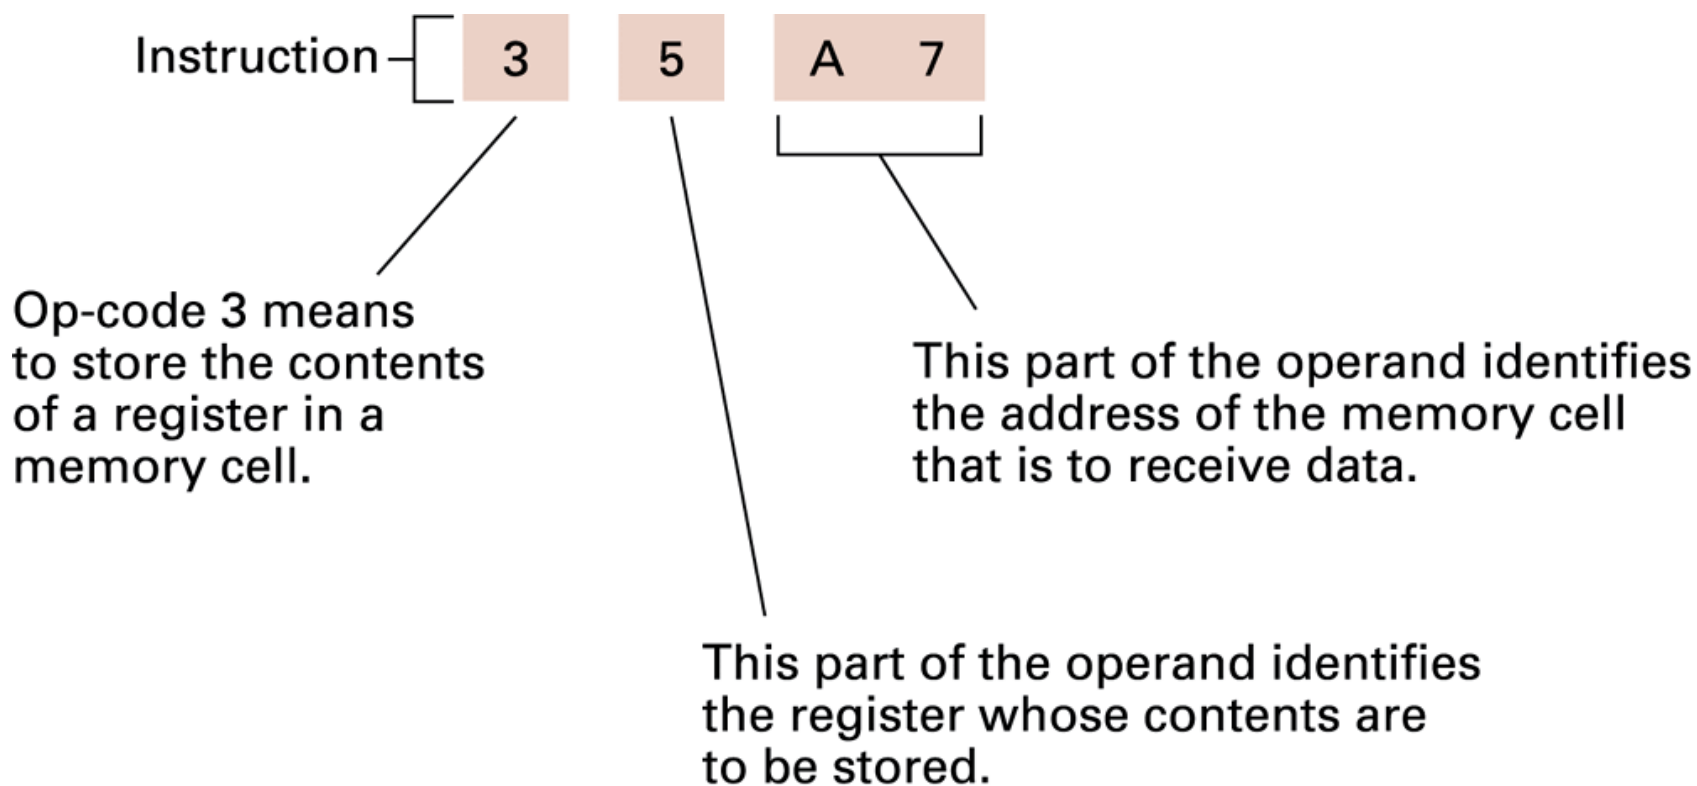 Instruction 3 5 A 7
Op-code 3 means
to store the contents
of a register in a
memory cell.
This part of the operand identifies
the address of the memory cell
that is to receive data.
This part of the operand identifies
the register whose contents are
to be stored.